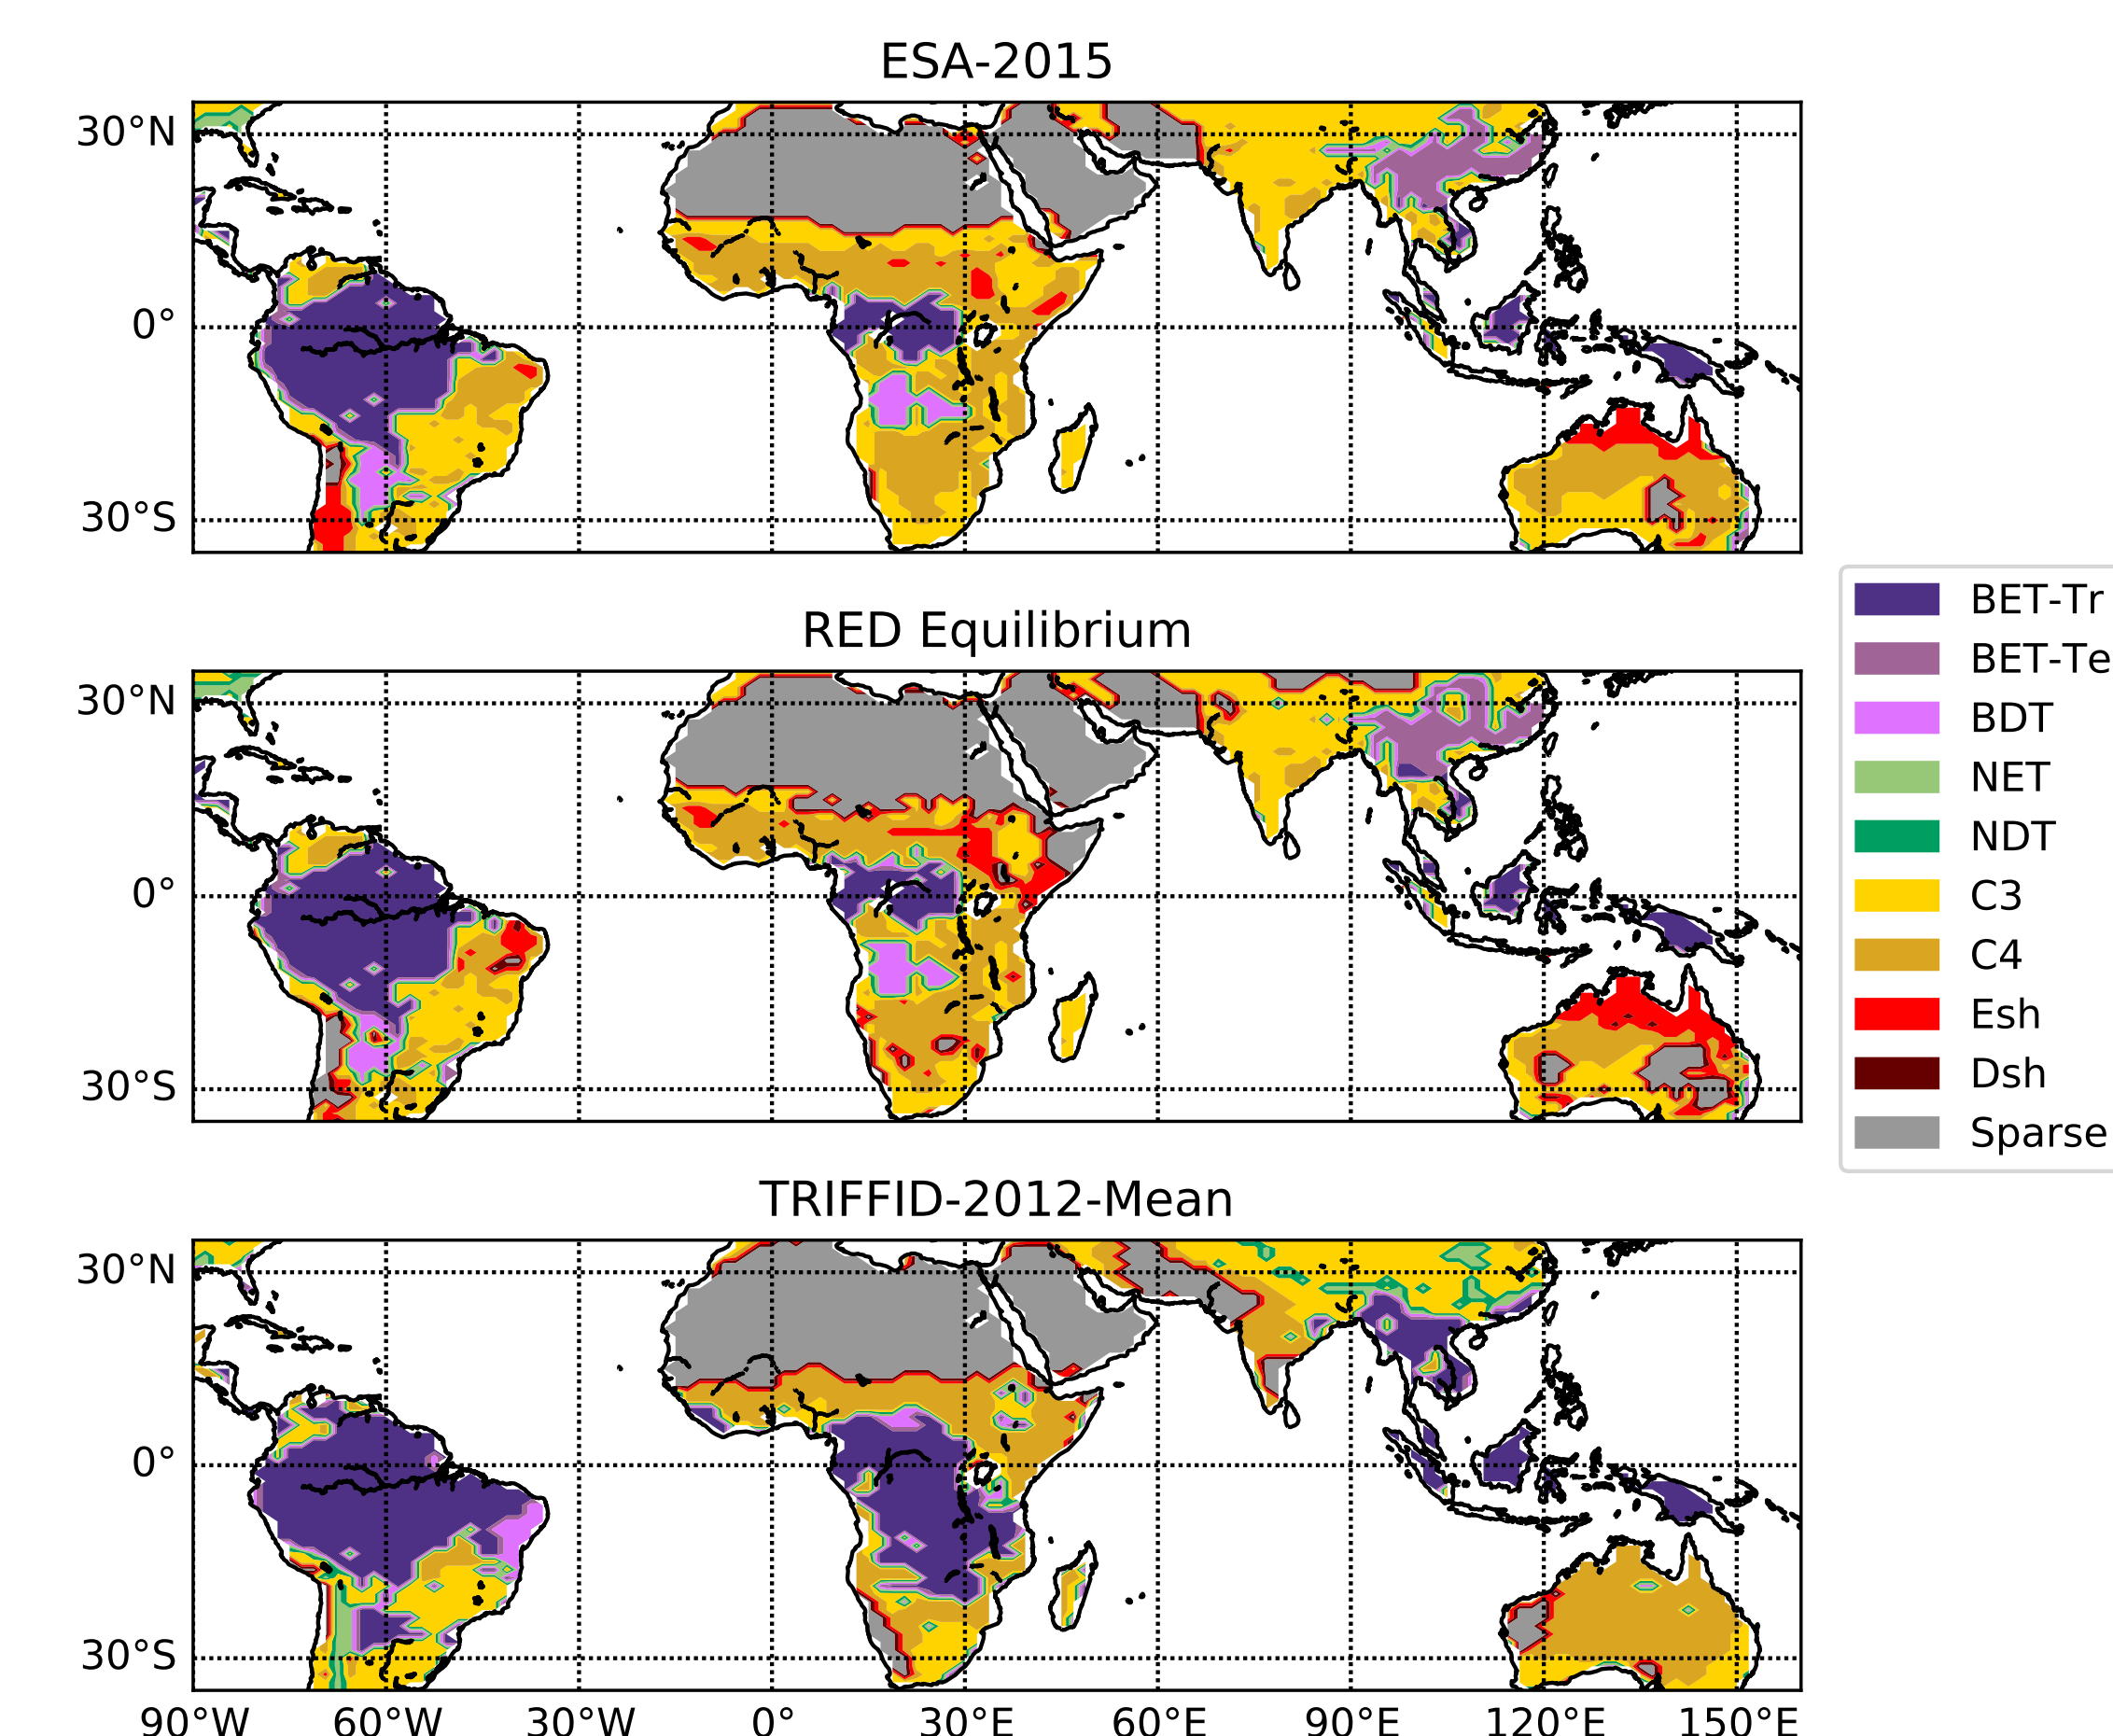 ESA-2015
30°N
0°
30°S
RED Equilibrium
30°N
0°
30°S
BET-Tr
BET-Te
BDT
NET
NDT
C3
C4
Esh
Dsh
Sparse
TRIFFID-2012-Mean
30°N
0°
30°S
90°W 60°W 30°W 0° 30°E 60°E 90°E 120°E 150°E